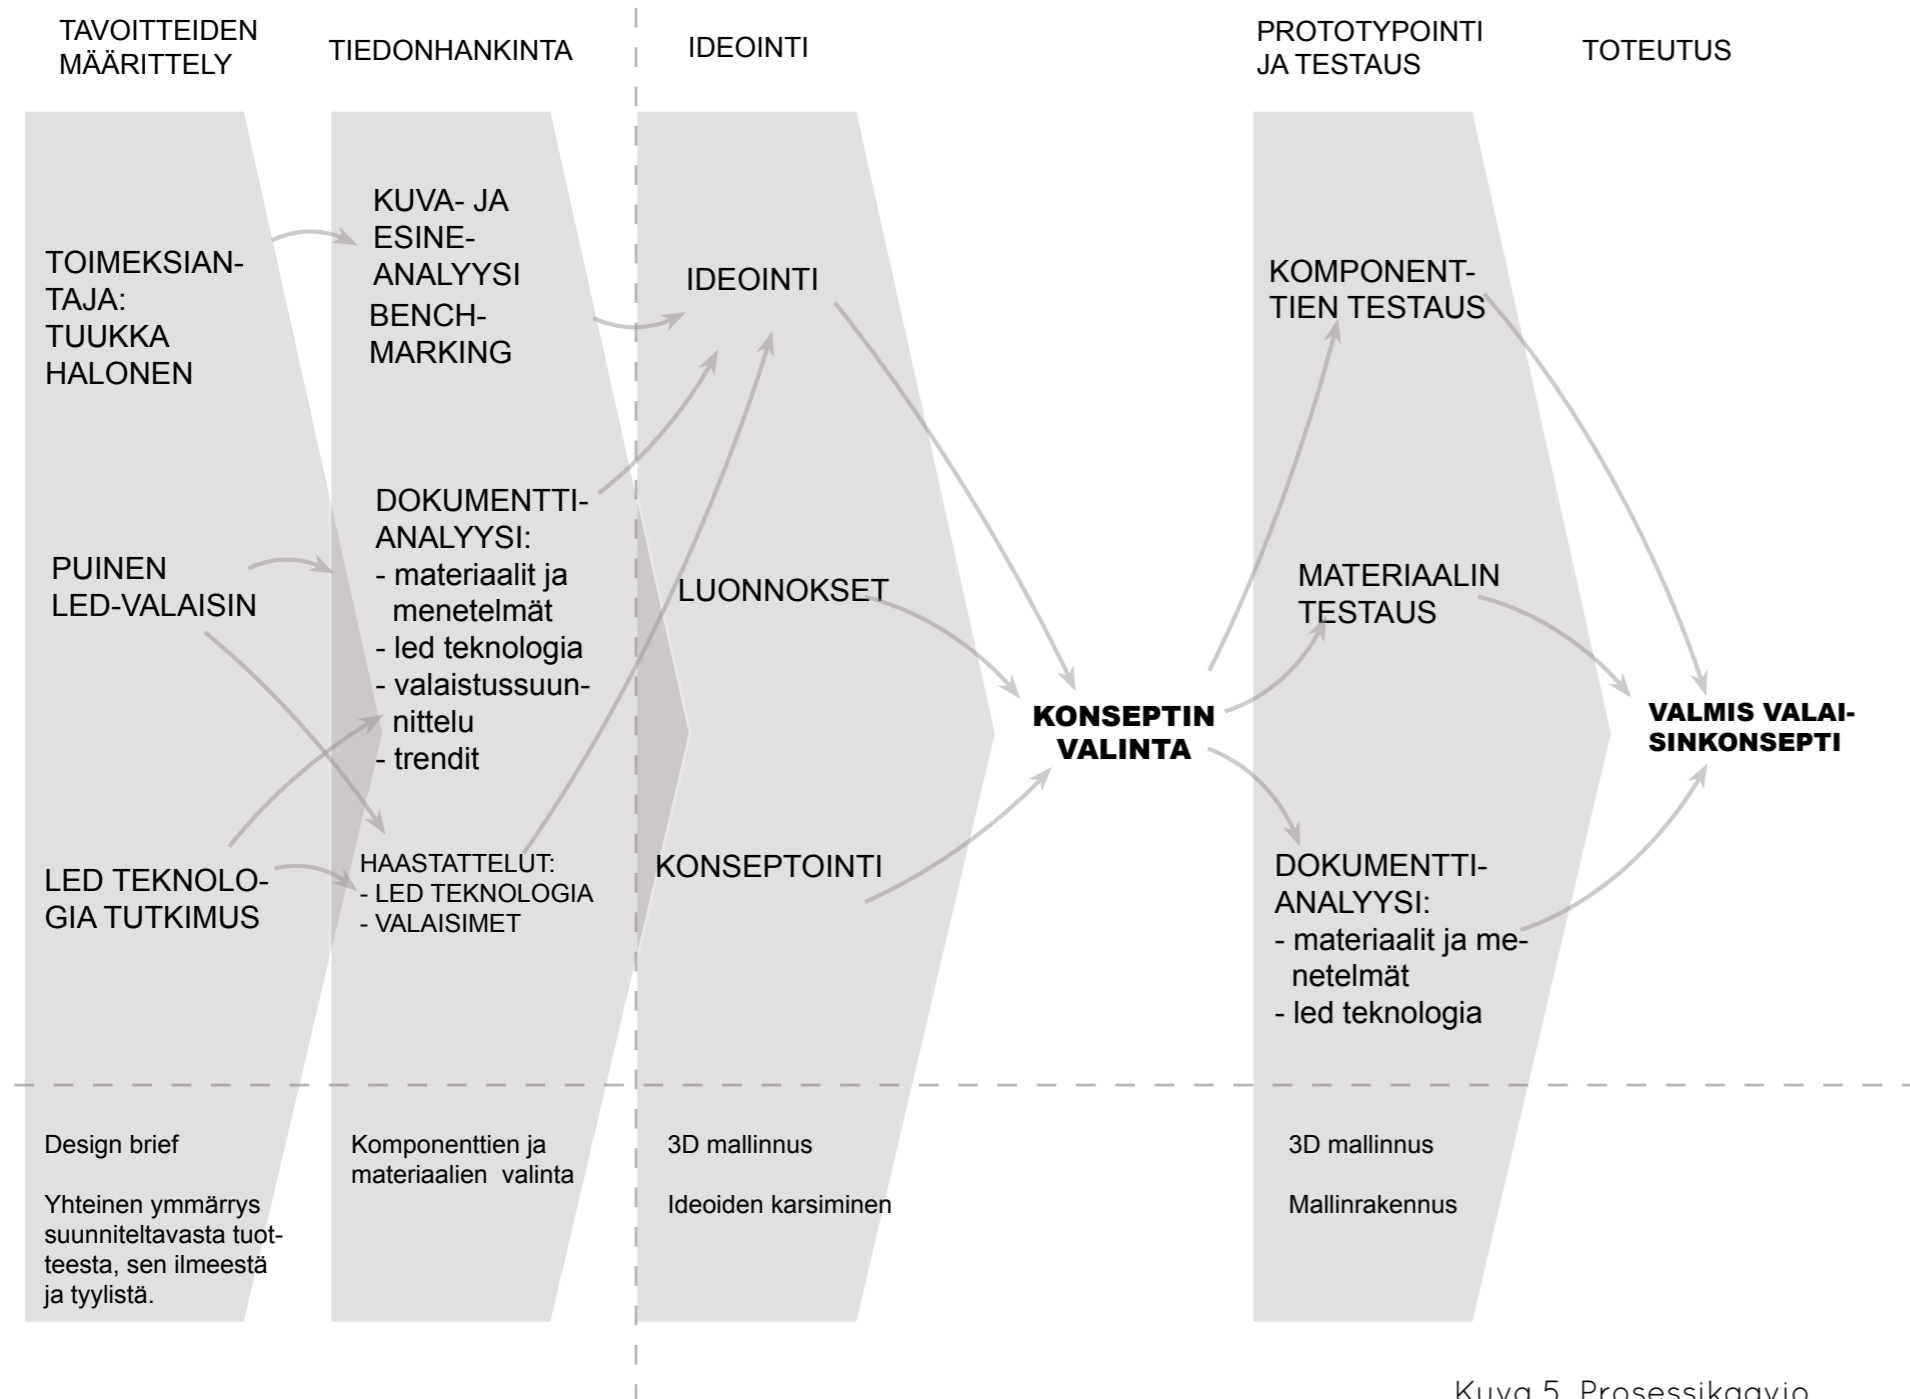 TAVOITTEIDEN
MÄÄRITTELY
TIEDONHANKINTA
IDEOINTI
PROTOTYPOINTI
JA TESTAUS
TOTEUTUS
TOIMEKSIAN-
TAJA:
TUUKKA
HALONEN
PUINEN
LED-VALAISIN
LED TEKNOLO-
GIA TUTKIMUS
KUVA- JA
ESINE-
ANALYYSI
BENCH-
MARKING
DOKUMENTTI-
ANALYYSI:
- materiaalit ja
menetelmät
- led teknologia
- valaistussuun-
nittelu
- trendit
HAASTATTELUT:
- LED TEKNOLOGIA
- VALAISIMET
IDEOINTI
LUONNOKSET
KONSEPTOINTI
KONSEPTIN
VALINTA
KOMPONENT-
TIEN TESTAUS
MATERIAALIN
TESTAUS
DOKUMENTTI-
ANALYYSI:
- materiaalit ja me-
netelmät
- led teknologia
VALMIS VALAI-
SINKONSEPTI
Design brief
Yhteinen ymmärrys
suunniteltavasta tuot-
teesta, sen ilmeestä
ja tyylistä.
Komponenttien ja
materiaalien valinta
3D mallinnus
Ideoiden karsiminen
3D mallinnus
Mallinrakennus
Kuva 5. Prosessikaavio